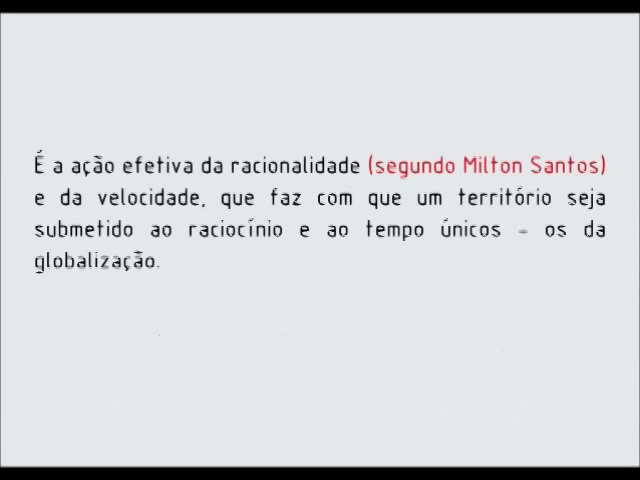 É a ação efetiva da racionalidade (segundo Milton Santos)
e da velocidade, que faz com que um território seja
submetido ao raciocínio e ao tempo únicos - os da
globalização.